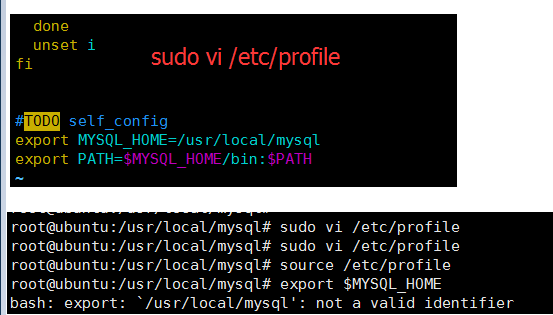 done
unset i
sudo vi /etc/profile
fi
#TODO self_config
export MYSQL_HOME=/usr/local/mysql
export PATH=$MYSQL_HOME/bin:$PATH
~
root@ubuntu:/usr/local/mysql#
root@ubuntu:/usr/local/mysql# sudo vi /etc/profile
root@ubuntu:/usr/local/mysql# sudo vi /etc/profile
root@ubuntu:/usr/local/mysql# source /etc/profile
root@ubuntu:/usr/local/mysql# export $MYSQL_HOME
bash: export: `/usr/local/mysql': not a valid identifier